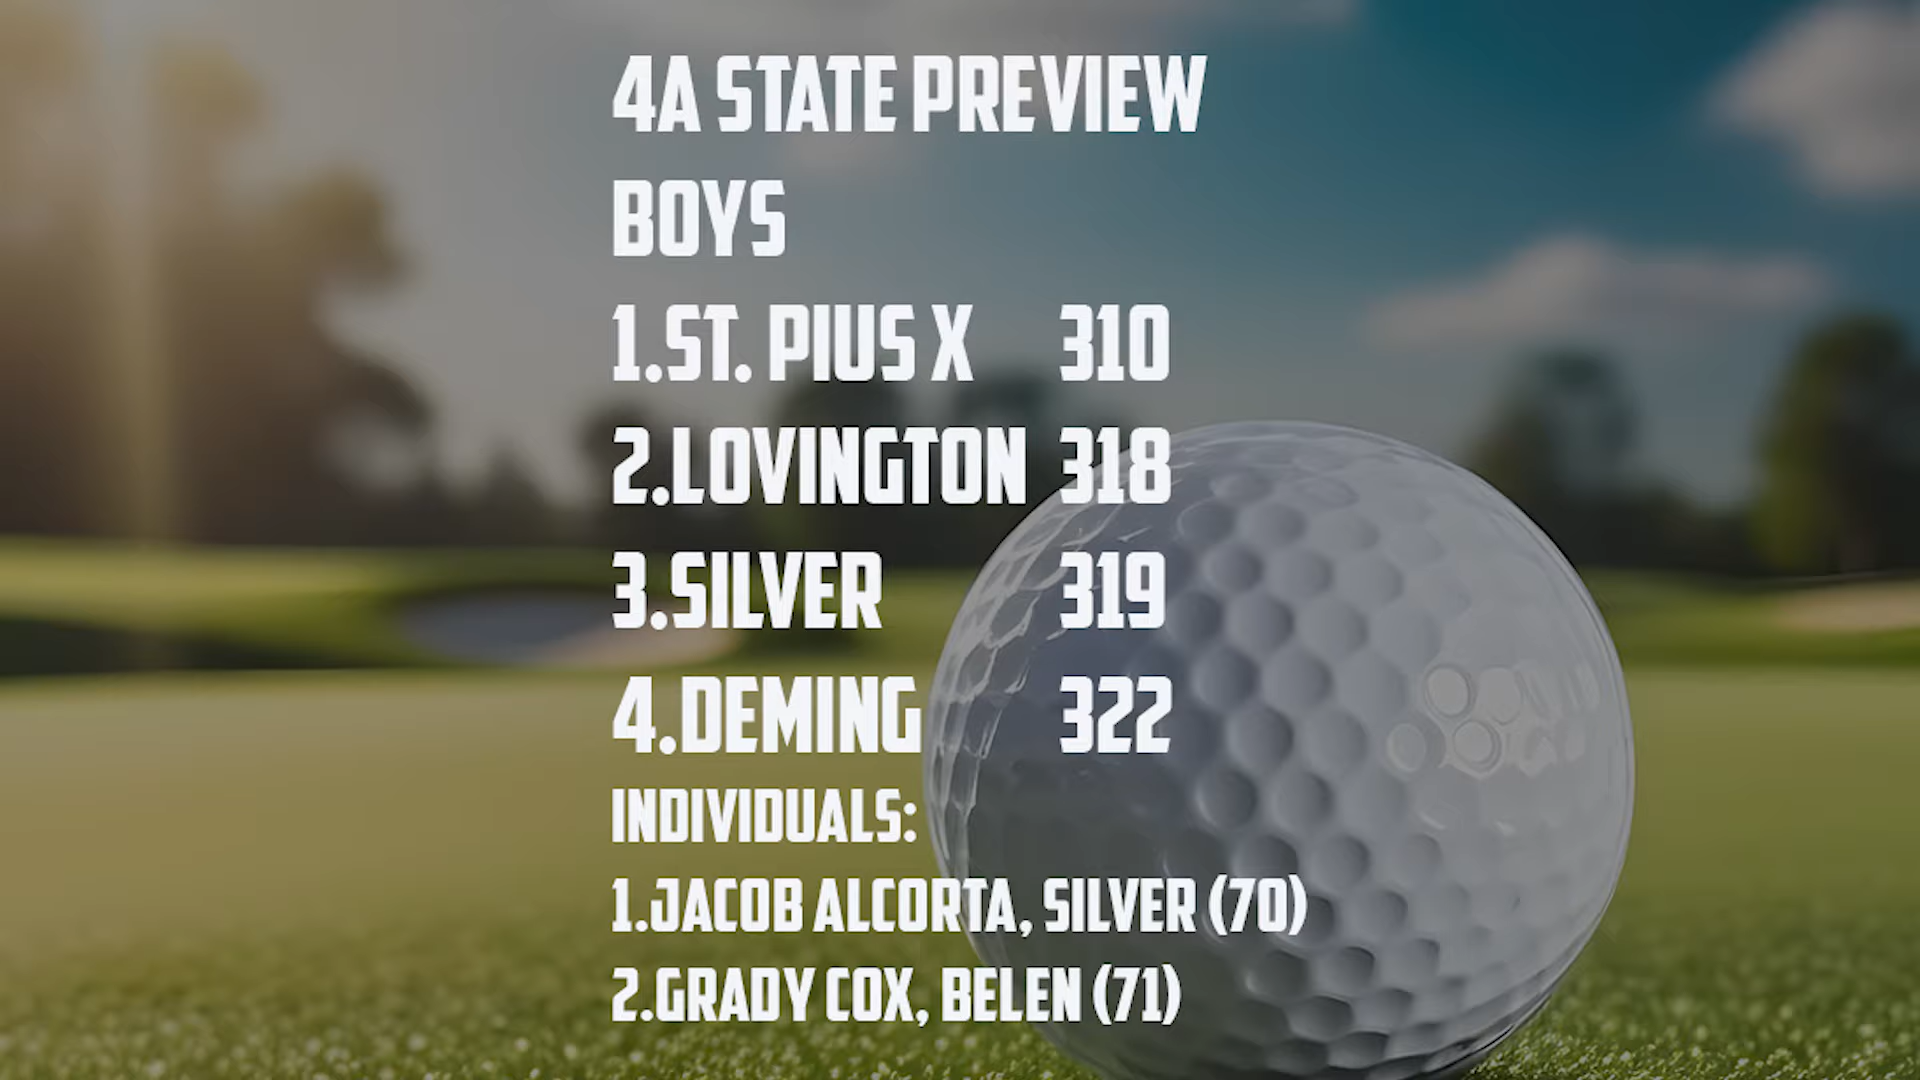 4A STATE PREVIEW
BOYS
1.ST. PIUS X 310
2.LOVINGTON 318
3.SILVER 319
4.DEMING 322
INDIVIDUALS:
1.JACOB ALCORTA, SILVER (70)
2.GRADY COX, BELEN (71)